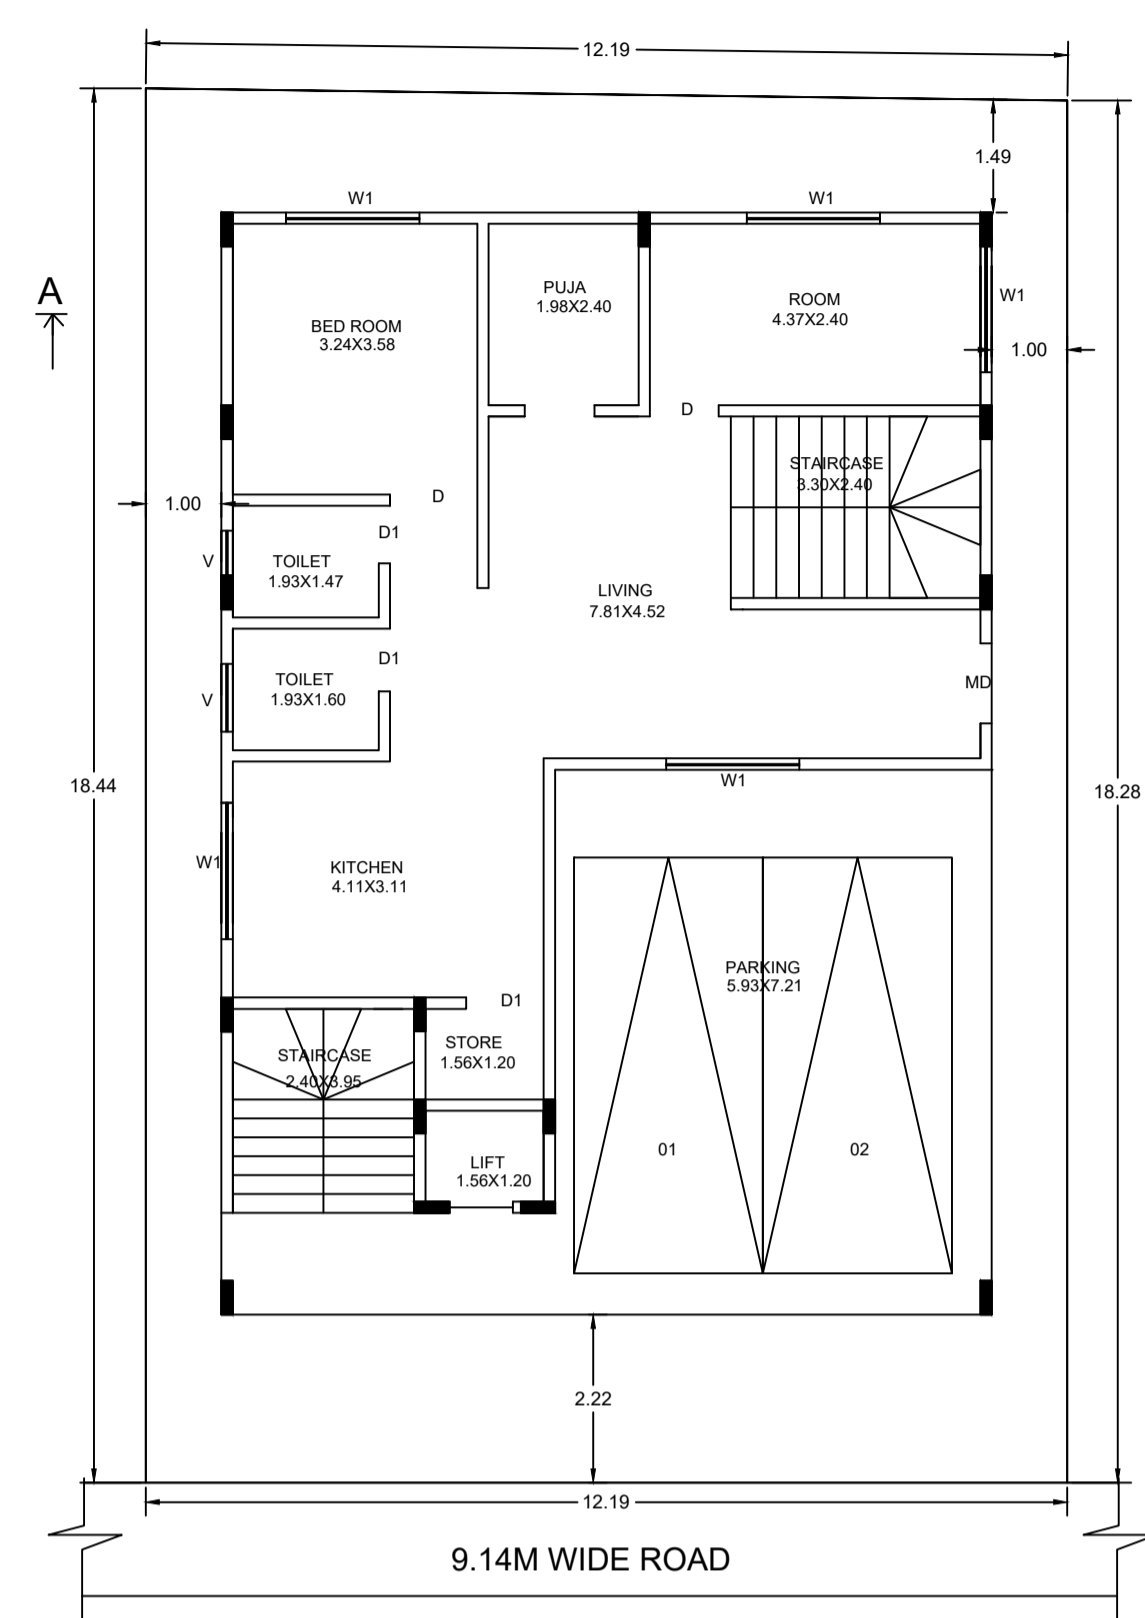 12.19
1.49
W1
W1
A
PUJA
1.98X2.40
ROOM
4.37X2.40
W1
BED ROOM
3.24X3.58
1.00
D
STAIRCASE
3.30X2.40
1.00
D
D1
V
TOILET
1.93X1.47
LIVING
7.81X4.52
D1
TOILET
1.93X1.60
V
MD
18.44
W1
18.28
W1
KITCHEN
4.11X3.11
PARKING
5.93X7.21
D1
STORE
1.56X1.20
STAIRCASE
2.40X3.95
01
02
LIFT
1.56X1.20
2.22
12.19
9.14M WIDE ROAD